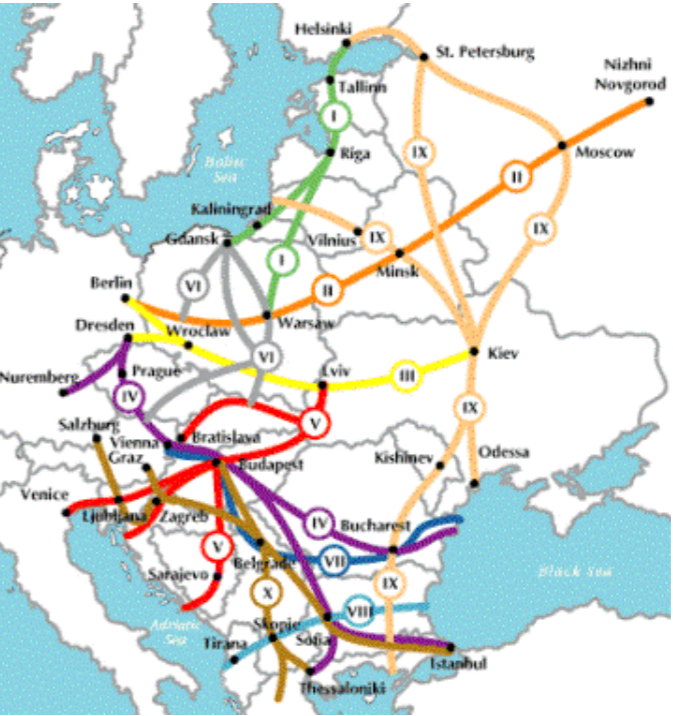 Helsinki
St. Petersburg
Nizhni
Novgorod
Tallinn
I
Riga
IX
Moscow
II
Baltic
Sea
Kaliningrad
Gdansk
Vilnius
IX
IX
Minsk
I
VI
II
Berlin
Dresden
Wroclaw
Warsaw
VI
Kiev
Nuremberg
Prague
Lviv
III
IV
IX
Salzburg
V
Vienna
Bratislava
Graz
Budapest
Kishinev
Odessa
Venice
Ljubljana
Zagreb
IV
Bucharest
V
VII
Belgrade
Sarajevo
Black Sea
X
IX
VIII
Adriatic
Sea
Skopje
Tirana
Sofia
Istanbul
Thessaloniki